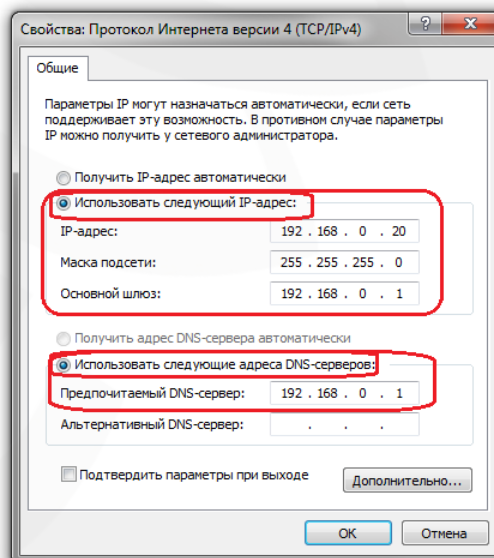 Свойства: Протокол Интернета версии 4 (TCP/IPv4)
Общие
Параметры IP могут назначаться автоматически, если сеть
поддерживает эту возможность. В противном случае параметры
IP можно получить у сетевого администратора.
Получить IP-адрес автоматически
Использовать следующий IP-адрес:
IP-адрес: 192 . 168 . 0 . 20
Маска подсети: 255 . 255 . 255 . 0
Основной шлюз: 192 . 168 . 0 . 1
Получить адрес DNS-сервера автоматически
Использовать следующие адреса DNS-серверов:
Предпочитаемый DNS-сервер: 192 . 168 . 0 . 1
Альтернативный DNS-сервер: . . .
Подтвердить параметры при выходе
Дополнительно...
OK Отмена